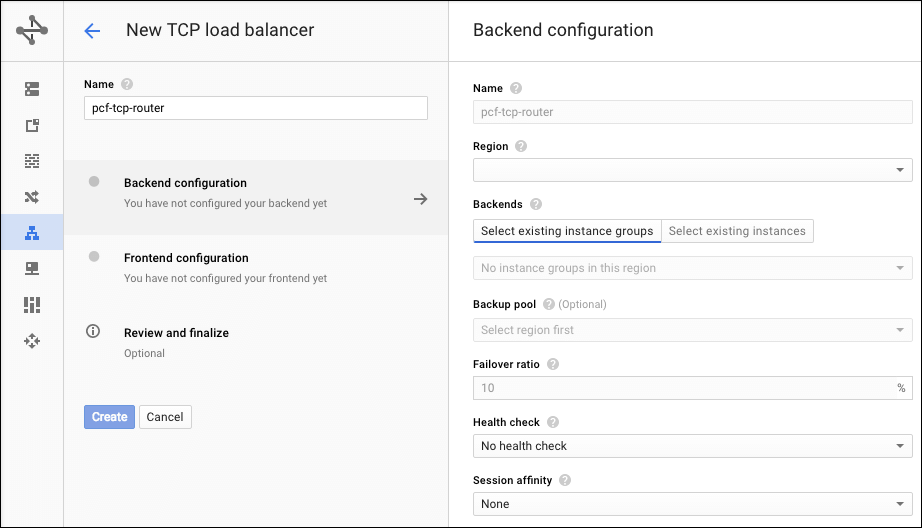 New TCP load balancer
Name ?
pcf-tcp-router
Backend configuration
You have not configured your backend yet
Frontend configuration
You have not configured your frontend yet
Review and finalize
Optional
Create Cancel
Backend configuration
Name ?
pcf-tcp-router
Region ?
Backends ?
Select existing instance groups Select existing instances
No instance groups in this region
Backup pool ? (Optional)
Select region first
Failover ratio ?
10 %
Health check ?
No health check
Session affinity ?
None